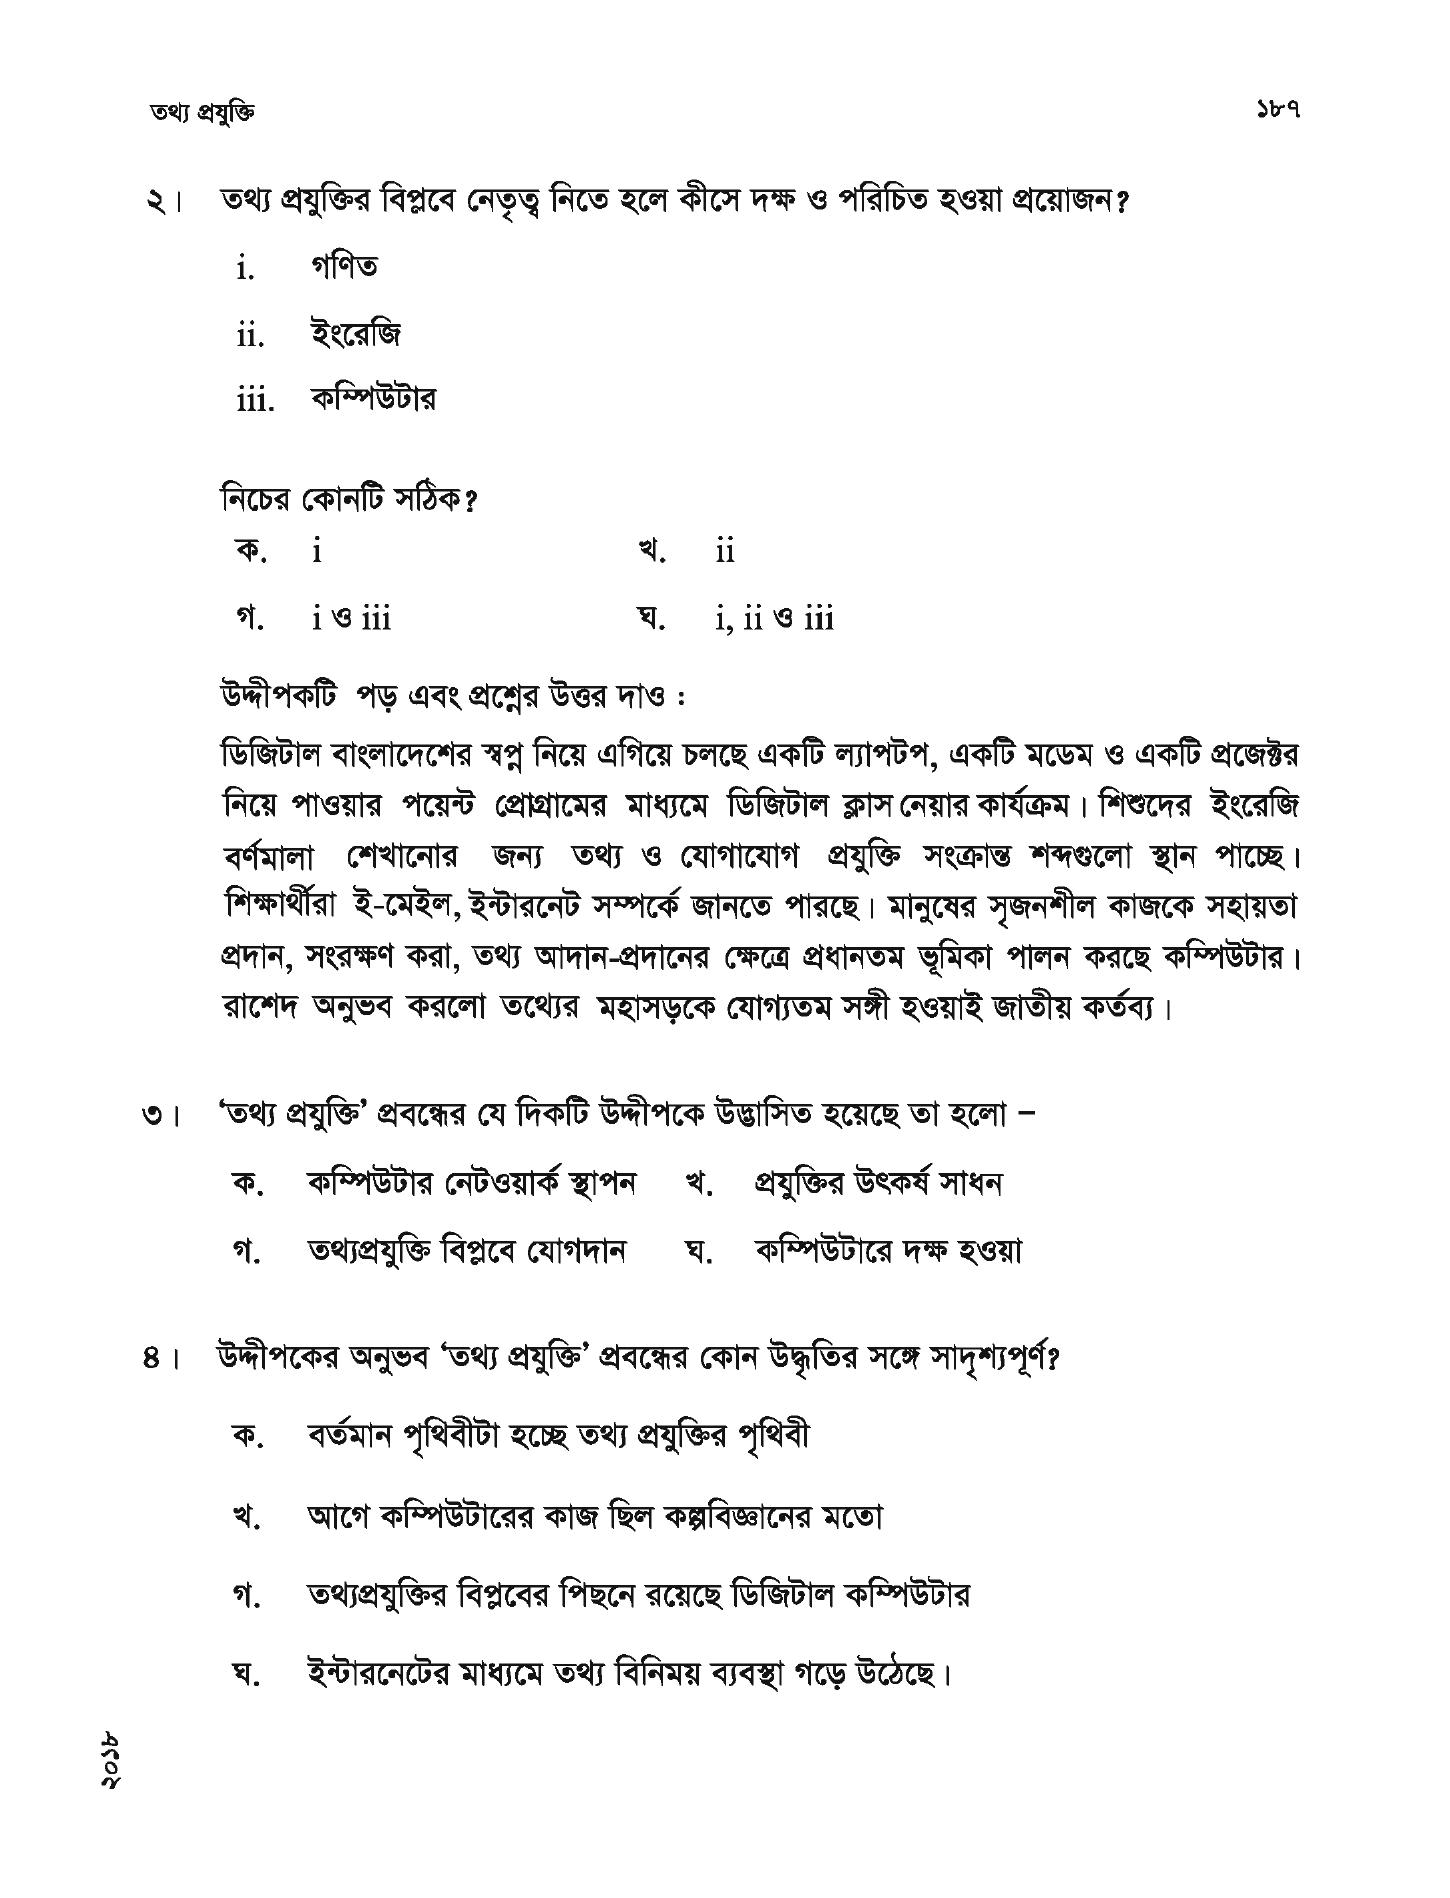 তথ্য প্রযুক্তি ১৮৭
২। তথ্য প্রযুক্তির বিপ্লবে নেতৃত্ব নিতে হলে কীসে দক্ষ ও পরিচিত হওয়া প্রয়োজন?
i. গণিত
ii. ইংরেজি
iii. কম্পিউটার
নিচের কোনটি সঠিক?
ক. i খ. ii
গ. i ও iii ঘ. i, ii ও iii
উদ্দীপকটি পড় এবং প্রশ্নের উত্তর দাও :
ডিজিটাল বাংলাদেশের স্বপ্ন নিয়ে এগিয়ে চলছে একটি ল্যাপটপ, একটি মডেম ও একটি প্রজেক্টর
নিয়ে পাওয়ার পয়েন্ট প্রোগ্রামের মাধ্যমে ডিজিটাল ক্লাস নেয়ার কার্যক্রম। শিশুদের ইংরেজি
বর্ণমালা শেখানোর জন্য তথ্য ও যোগাযোগ প্রযুক্তি সংক্রান্ত শব্দগুলো স্থান পাচ্ছে।
শিক্ষার্থীরা ই-মেইল, ইন্টারনেট সম্পর্কে জানতে পারছে। মানুষের সৃজনশীল কাজকে সহায়তা
প্রদান, সংরক্ষণ করা, তথ্য আদান-প্রদানের ক্ষেত্রে প্রধানতম ভূমিকা পালন করছে কম্পিউটার।
রাশেদ অনুভব করলো তথ্যের মহাসড়কে যোগ্যতম সঙ্গী হওয়াই জাতীয় কর্তব্য।
৩। ‘তথ্য প্রযুক্তি’ প্রবন্ধের যে দিকটি উদ্দীপকে উদ্ভাসিত হয়েছে তা হলো –
ক. কম্পিউটার নেটওয়ার্ক স্থাপন খ. প্রযুক্তির উৎকর্ষ সাধন
গ. তথ্যপ্রযুক্তি বিপ্লবে যোগদান ঘ. কম্পিউটারে দক্ষ হওয়া
৪। উদ্দীপকের অনুভব ‘তথ্য প্রযুক্তি’ প্রবন্ধের কোন উদ্ধৃতির সঙ্গে সাদৃশ্যপূর্ণ?
ক. বর্তমান পৃথিবীটা হচ্ছে তথ্য প্রযুক্তির পৃথিবী
খ. আগে কম্পিউটারের কাজ ছিল কল্পবিজ্ঞানের মতো
গ. তথ্যপ্রযুক্তির বিপ্লবের পিছনে রয়েছে ডিজিটাল কম্পিউটার
ঘ. ইন্টারনেটের মাধ্যমে তথ্য বিনিময় ব্যবস্থা গড়ে উঠেছে।
২০১৮